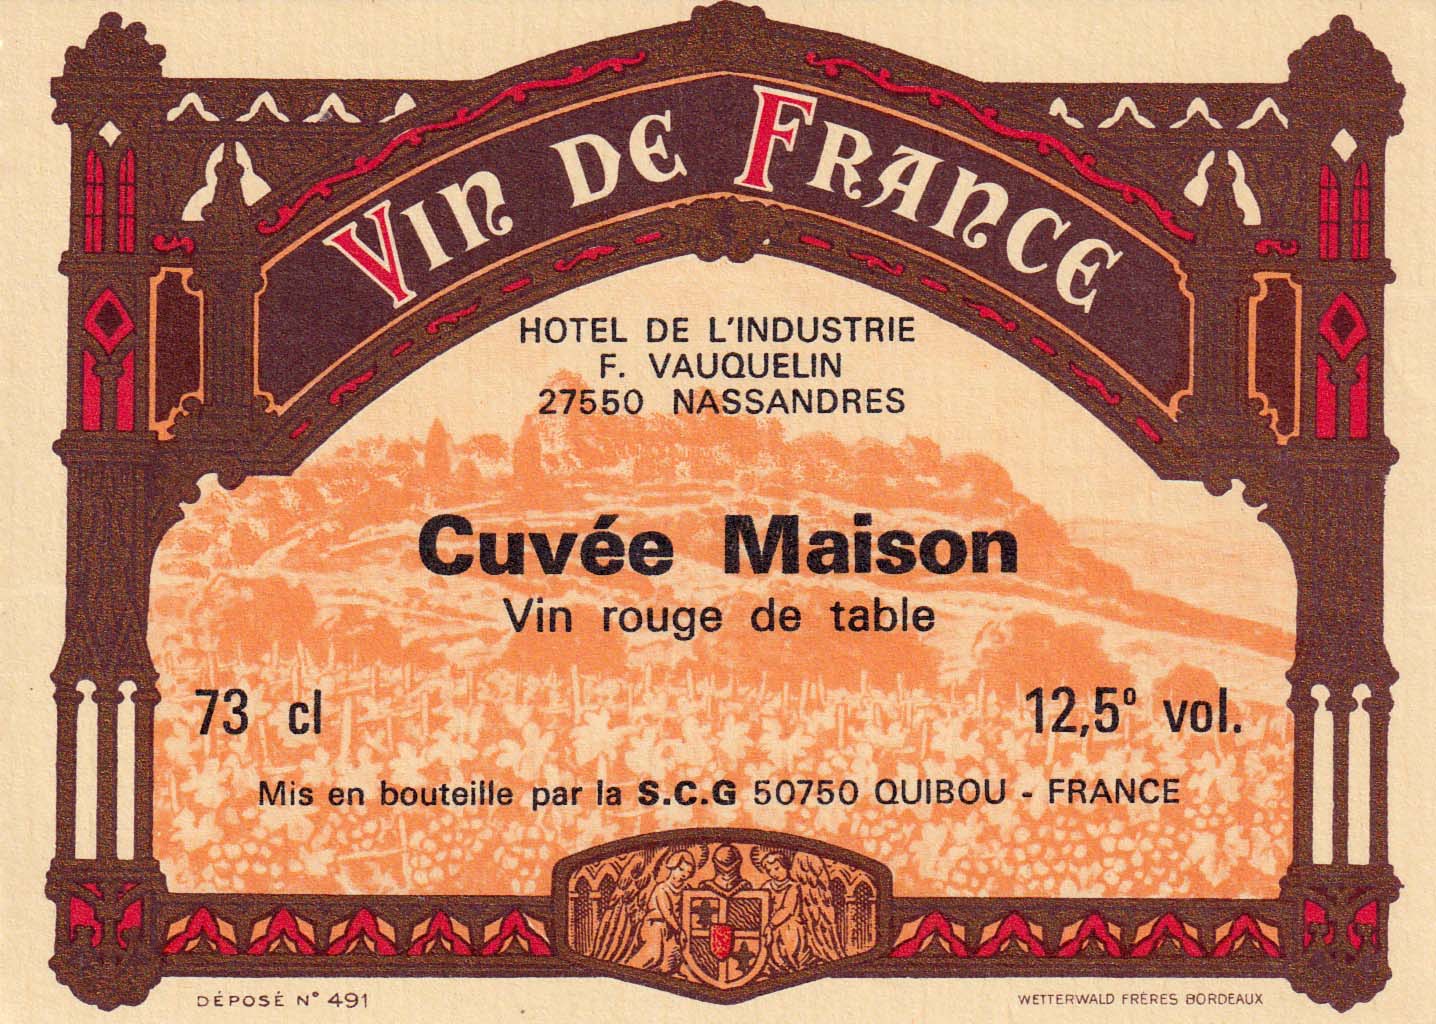 VIN DE FRANCE
HOTEL DE L'INDUSTRIE
F. VAUQUELIN
27550 NASSANDRES
Cuvée Maison
Vin rouge de table
73 cl
12,5° vol.
Mis en bouteille par la S.C.G 50750 QUIBOU - FRANCE
DÉPOSÉ N° 491
WETTERWALD FRÈRES BORDEAUX